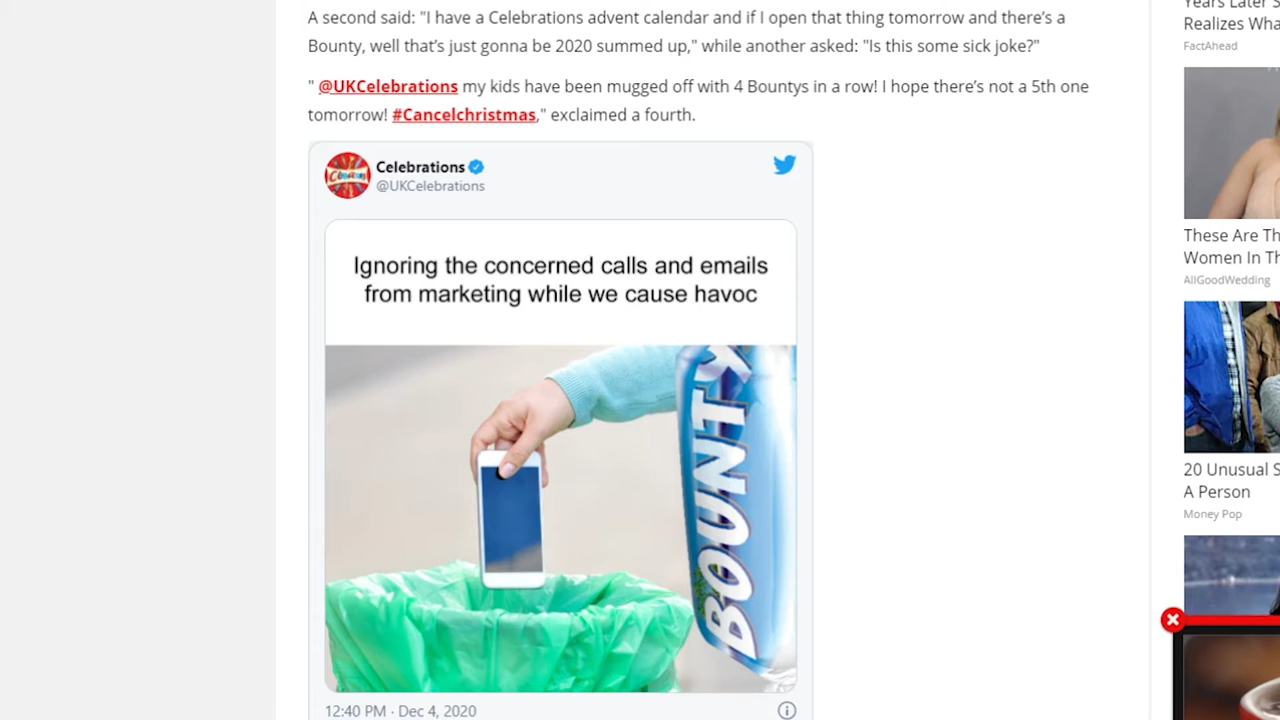 A second said: "I have a Celebrations advent calendar and if I open that thing tomorrow and there's a
Bounty, well that's just gonna be 2020 summed up," while another asked: "Is this some sick joke?"
" @UKCelebrations my kids have been mugged off with 4 Bountys in a row! I hope there's not a 5th one
tomorrow! #Cancelchristmas," exclaimed a fourth.
Celebrations
@UKCelebrations
Ignoring the concerned calls and emails
from marketing while we cause havoc
BOUNTY
12:40 PM · Dec 4, 2020
Realizes Wha
FactAhead
These Are Th
Women In Th
AllGoodWedding
20 Unusual S
A Person
Money Pop